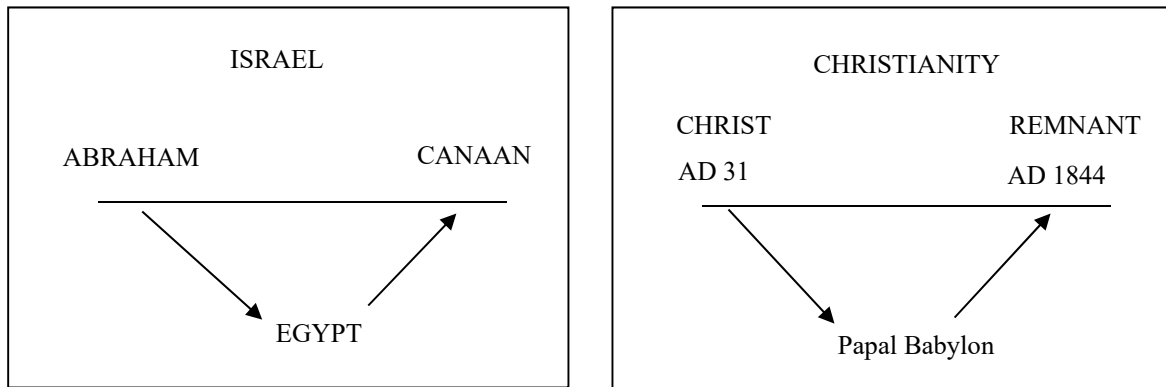 ISRAEL
ABRAHAM
CANAAN
EGYPT
CHRISTIANITY
CHRIST
REMNANT
AD 31
AD 1844
Papal Babylon